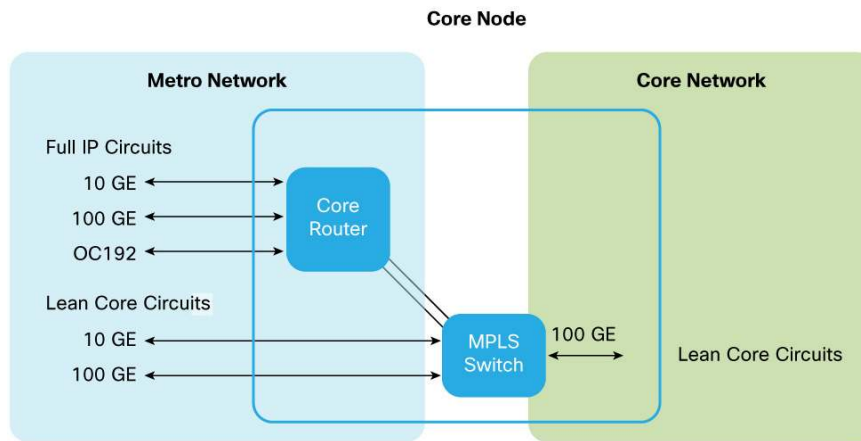 Core Node
Metro Network
Core Network
Full IP Circuits
10 GE
100 GE
OC192
Core
Router
Lean Core Circuits
10 GE
100 GE
MPLS
Switch
100 GE
Lean Core Circuits